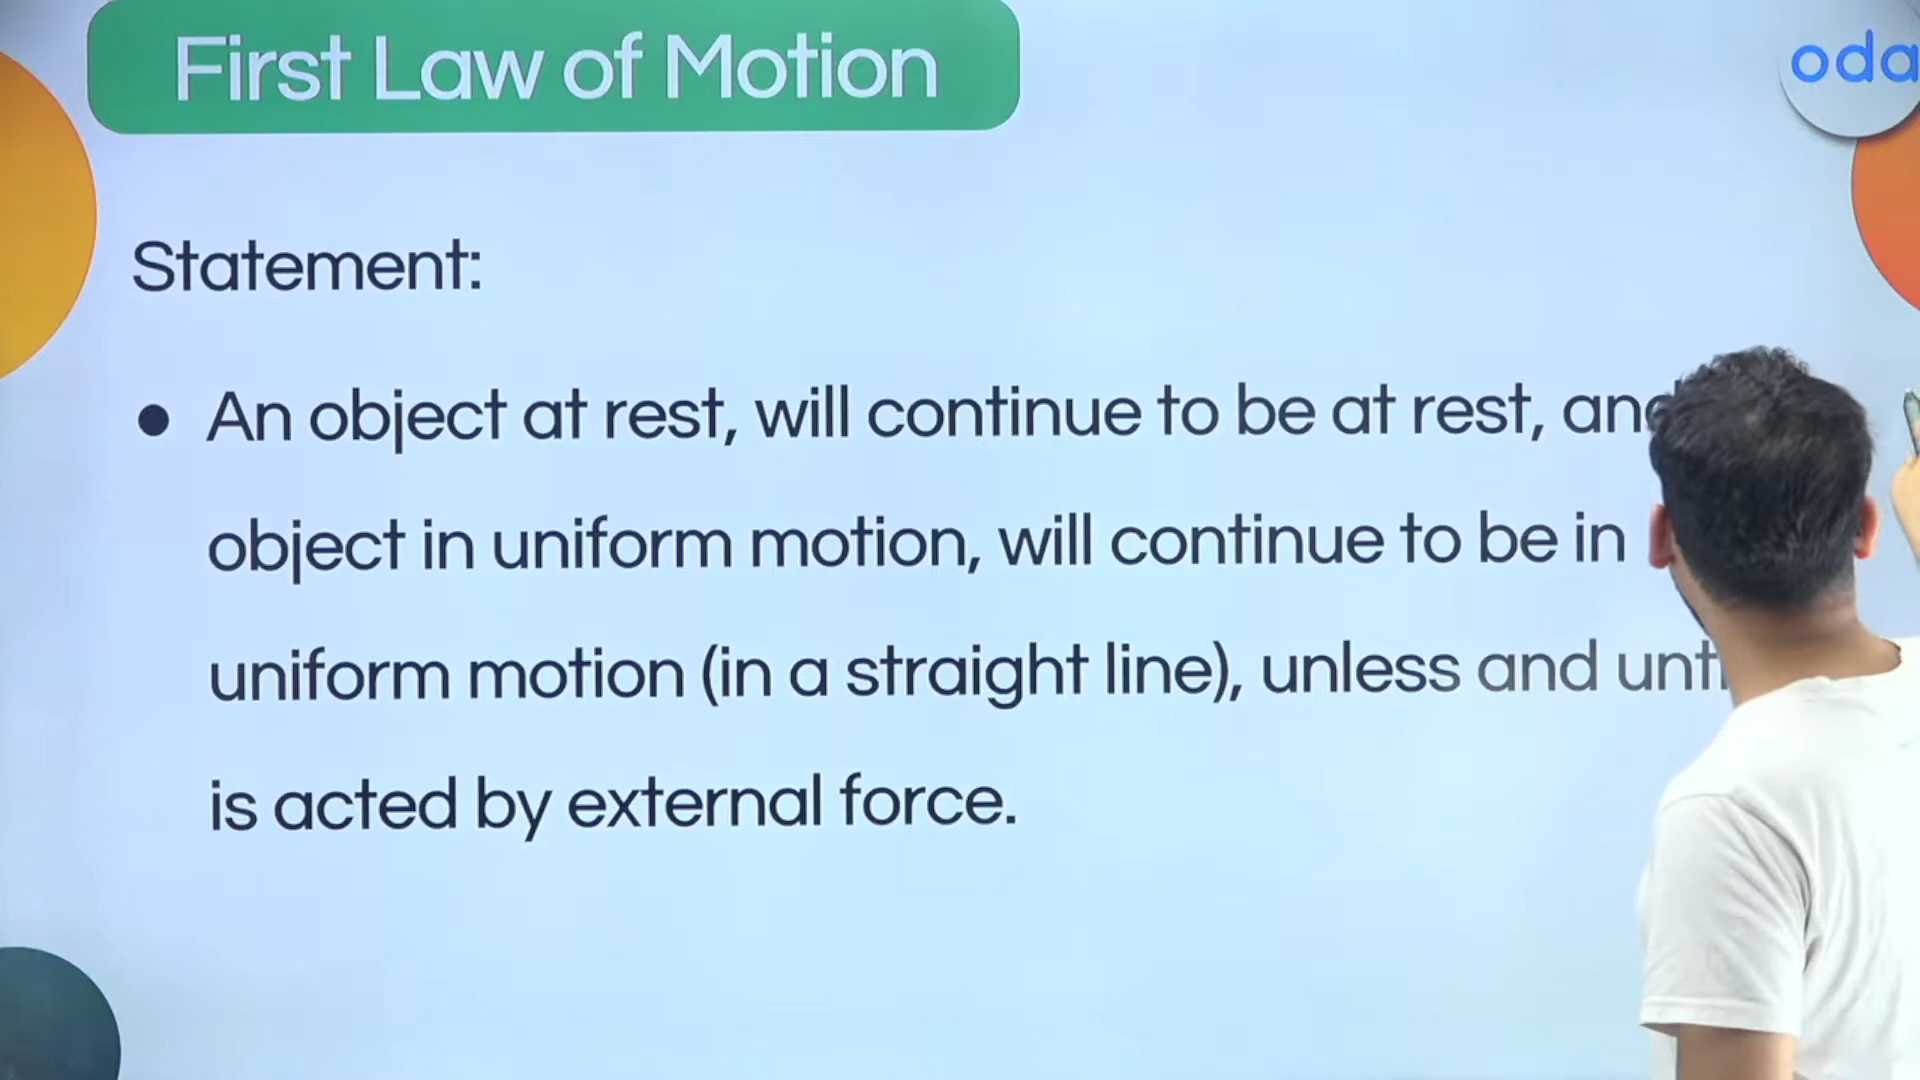 First Law of Motion
oda
Statement:
● An object at rest, will continue to be at rest, an
object in uniform motion, will continue to be in
uniform motion (in a straight line), unless and
is acted by external force.